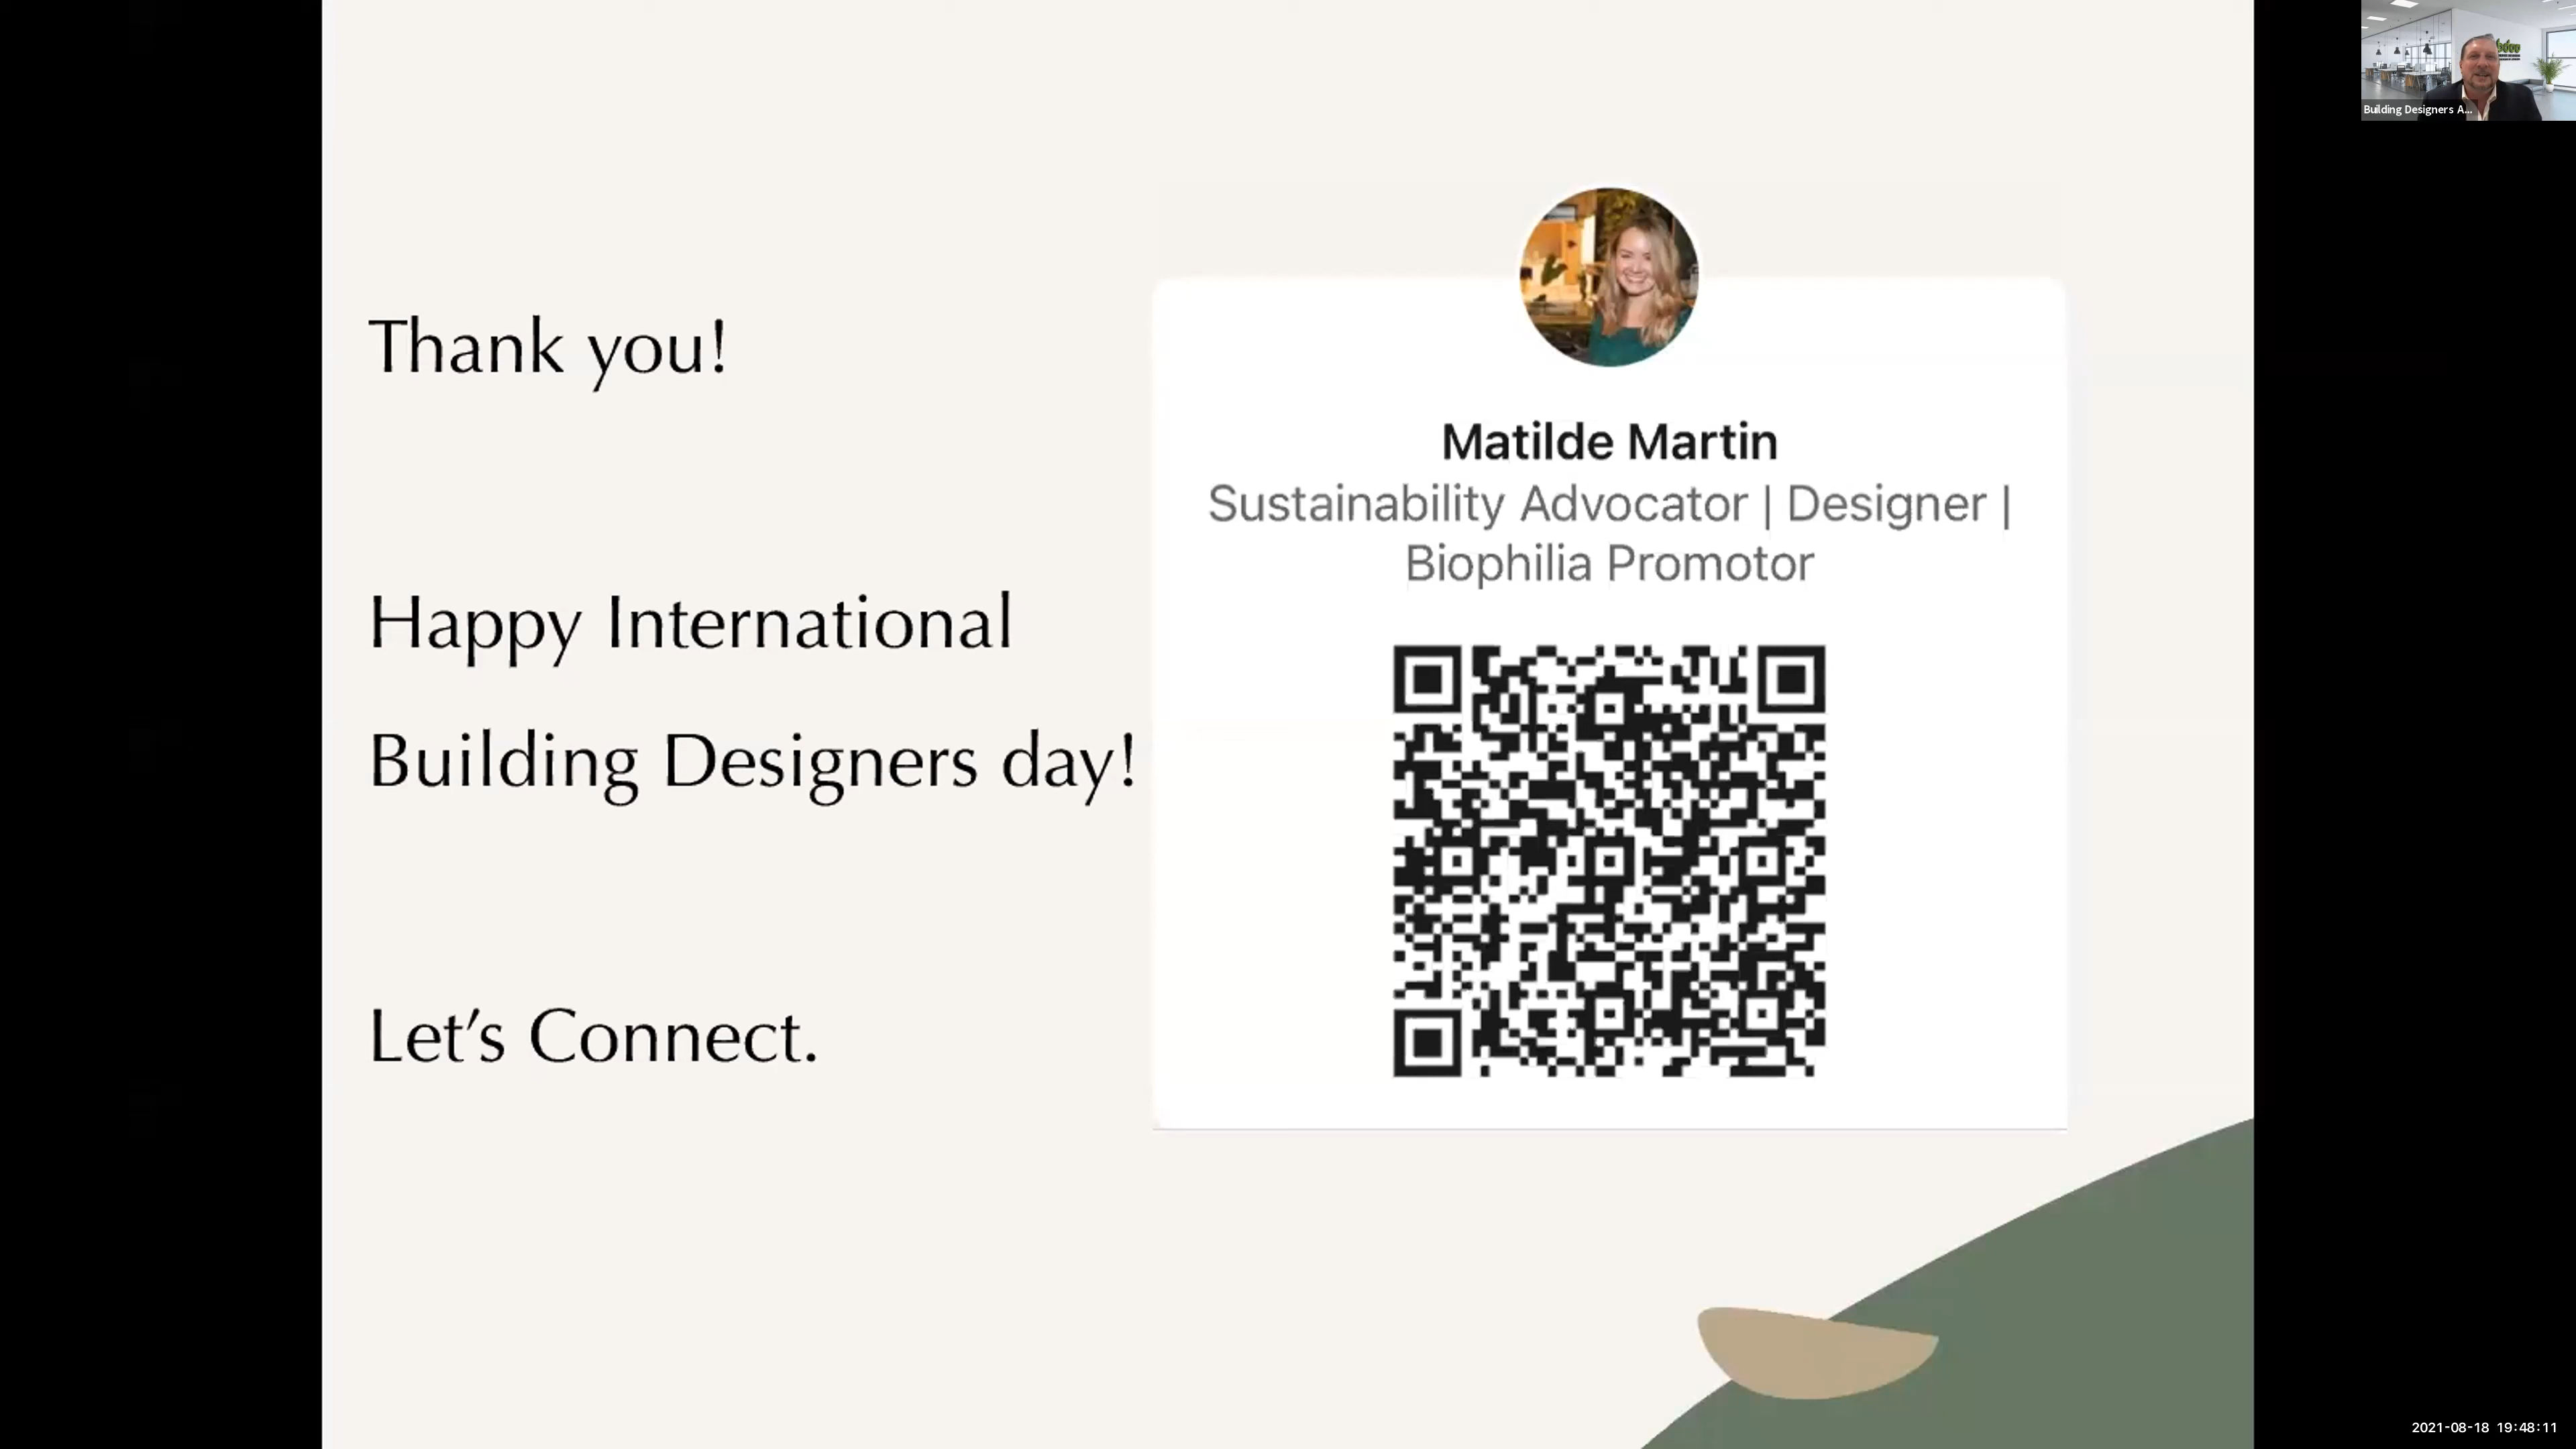 Thank you!
Happy International
Building Designers day!
Let's Connect.
Matilde Martin
Sustainability Advocator | Designer |
Biophilia Promotor
Building Designers A...
2021-08-18 19:48:11